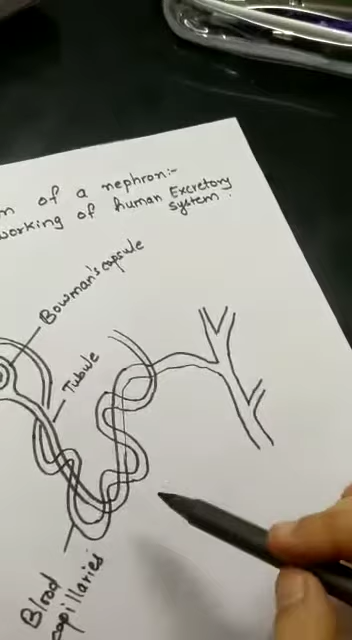 of a nephron:-
working of human Excretory
system.
Bowman's capsule
Tubule
Blood
capillaries